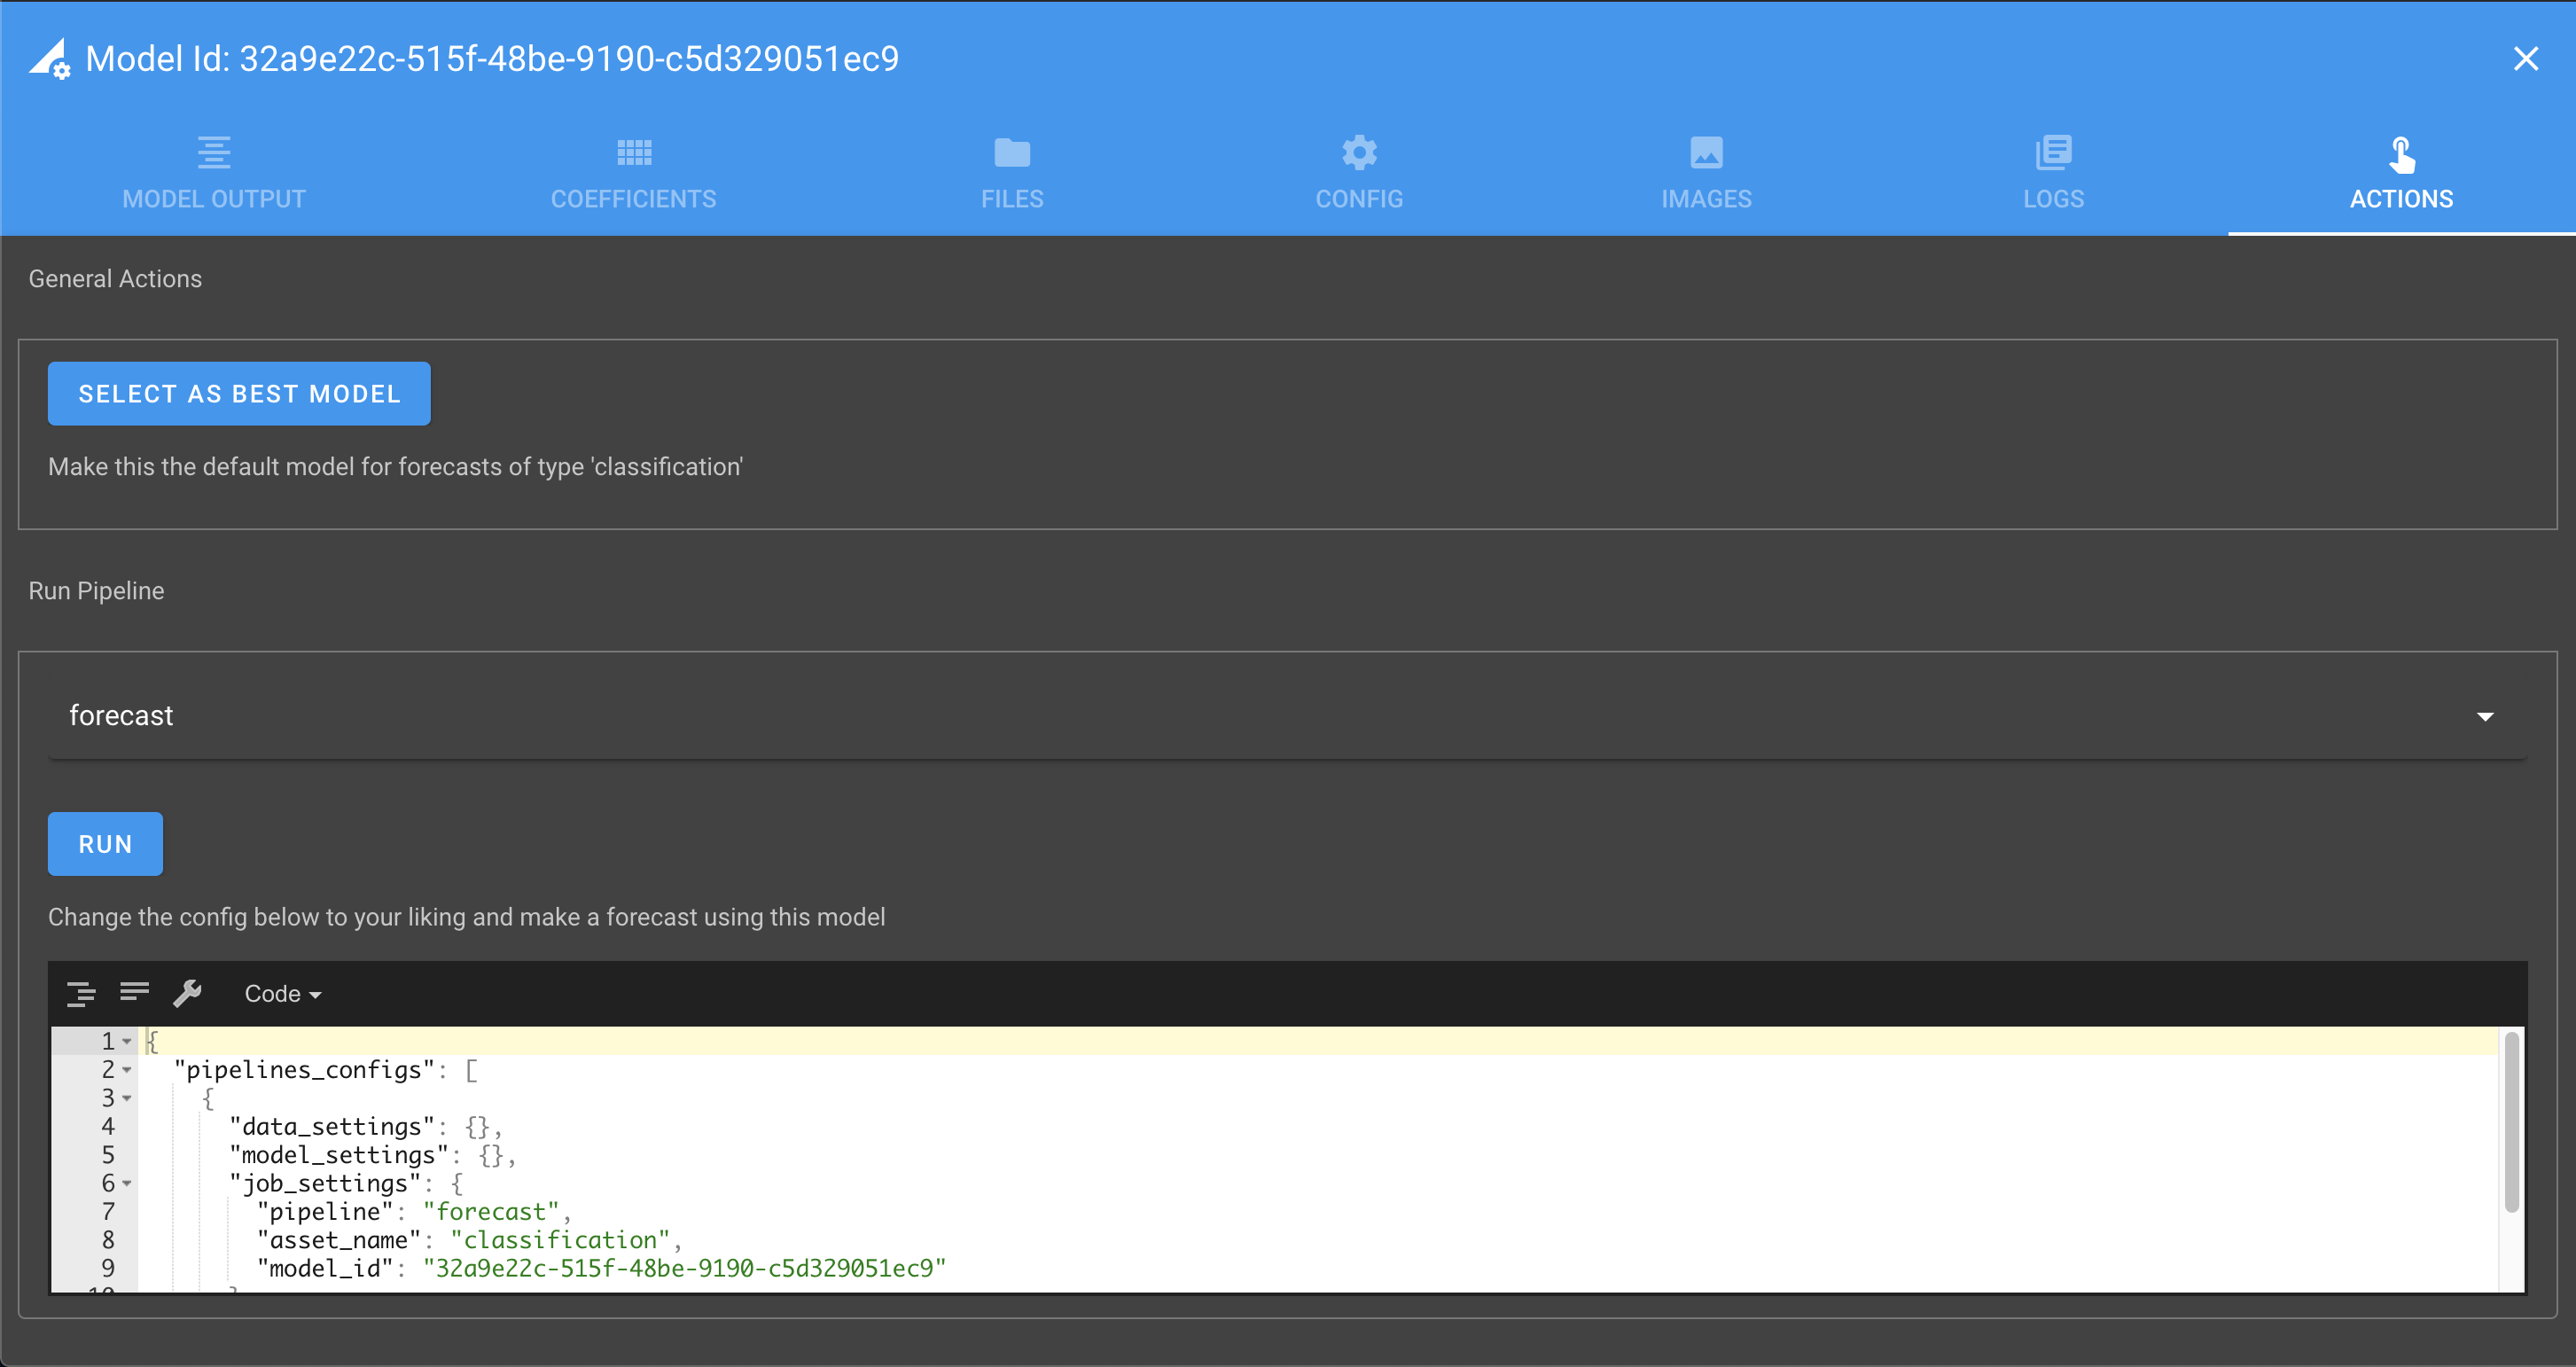 Model Id: 32a9e22c-515f-48be-9190-c5d329051ec9
MODEL OUTPUT
COEFFICIENTS
FILES
CONFIG
IMAGES
LOGS
ACTIONS
General Actions
SELECT AS BEST MODEL
Make this the default model for forecasts of type 'classification'
Run Pipeline
forecast
RUN
Change the config below to your liking and make a forecast using this model
Code
1 {
2 "pipelines_configs": [
3 {
4 "data_settings": {},
5 "model_settings": {},
6 "job_settings": {
7 "pipeline": "forecast",
8 "asset_name": "classification",
9 "model_id": "32a9e22c-515f-48be-9190-c5d329051ec9"
10 }